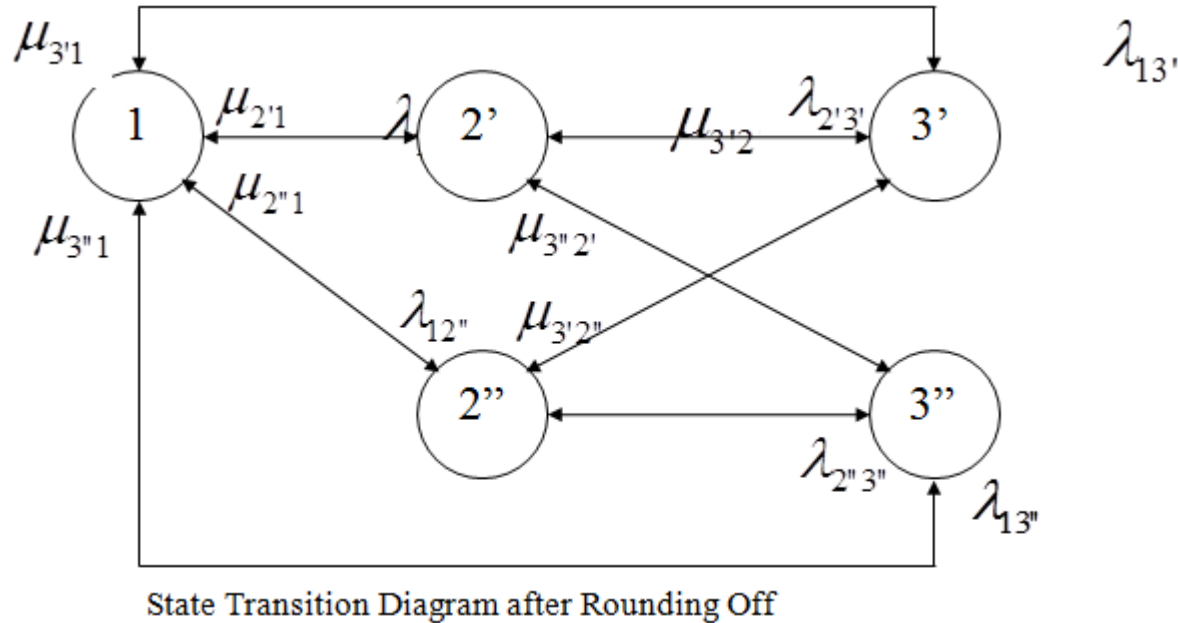 μ3'1
λ13'
1
μ2'1
λ
2’
μ3'2
λ2'3'
3’
μ2"1
μ3"1
μ3"2'
λ12"
μ3'2"
2”
3”
λ2"3"
λ13"
State Transition Diagram after Rounding Off